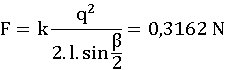 F = k q² / (2.l.sin β/2) = 0,3162 N